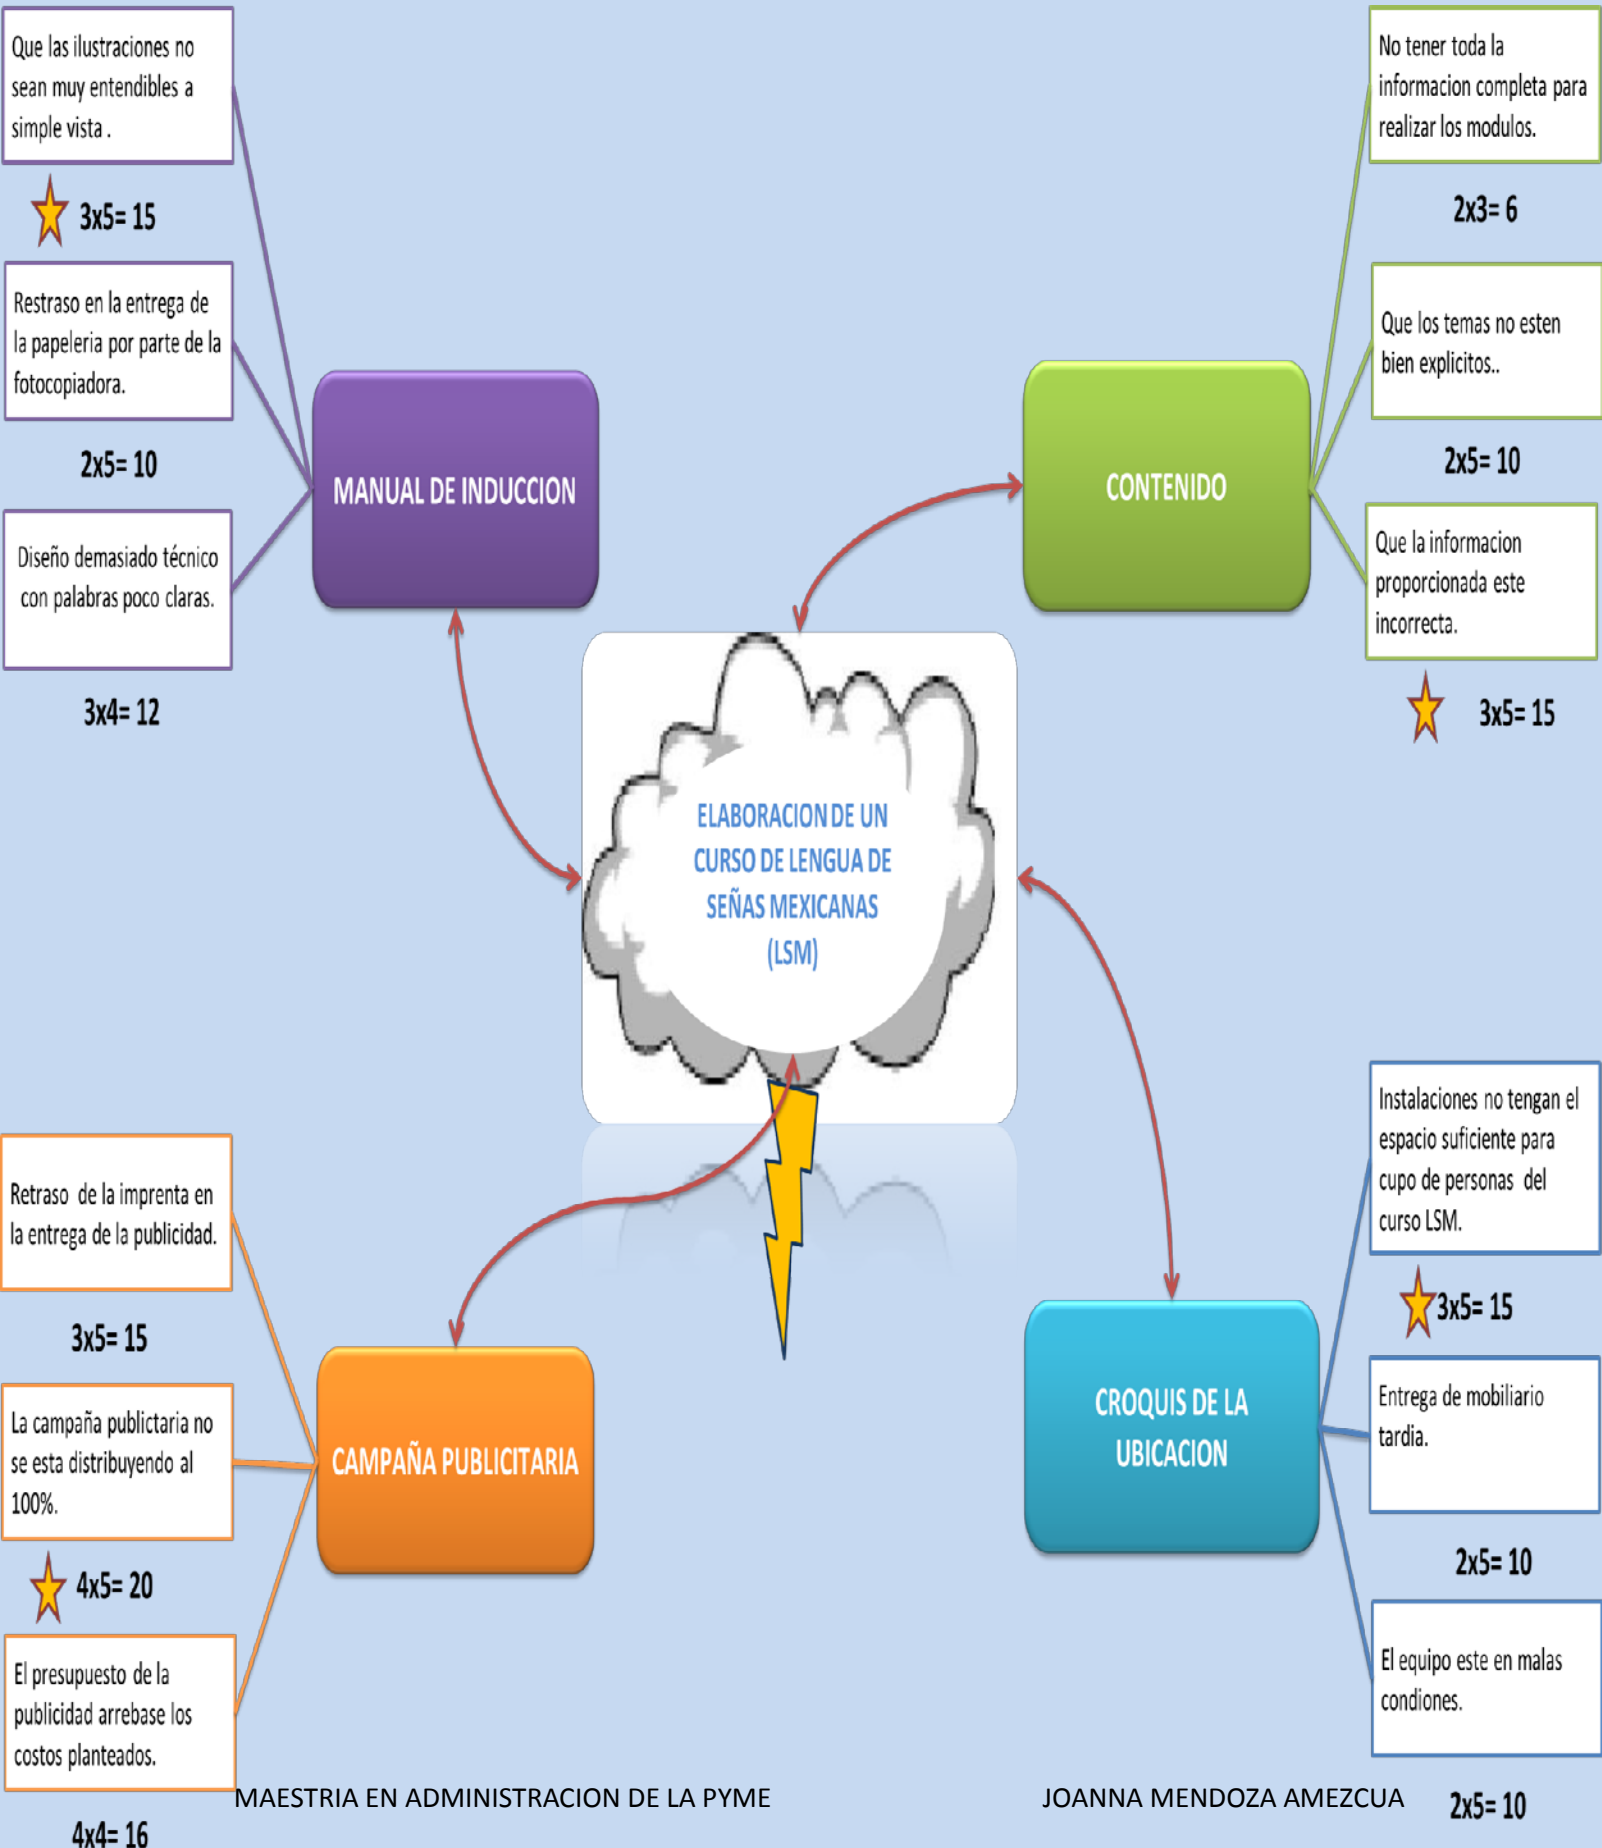 Que las ilustraciones no
sean muy entendibles a
simple vista .
3x5= 15
Restraso en la entrega de
la papeleria por parte de la
fotocopiadora.
2x5= 10
Diseño demasiado técnico
con palabras poco claras.
3x4= 12
MANUAL DE INDUCCION
No tener toda la
informacion completa para
realizar los modulos.
2x3= 6
Que los temas no esten
bien explicitos..
2x5= 10
Que la informacion
proporcionada este
incorrecta.
3x5= 15
CONTENIDO
ELABORACION DE UN
CURSO DE LENGUA DE
SEÑAS MEXICANAS
(LSM)
Retraso de la imprenta en
la entrega de la publicidad.
3x5= 15
La campaña publictaria no
se esta distribuyendo al
100%.
4x5= 20
El presupuesto de la
publicidad arrebase los
costos planteados.
4x4= 16
CAMPAÑA PUBLICITARIA
Instalaciones no tengan el
espacio suficiente para
cupo de personas del
curso LSM.
3x5= 15
Entrega de mobiliario
tardia.
2x5= 10
El equipo este en malas
condiones.
2x5= 10
CROQUIS DE LA
UBICACION
MAESTRIA EN ADMINISTRACION DE LA PYME
JOANNA MENDOZA AMEZCUA